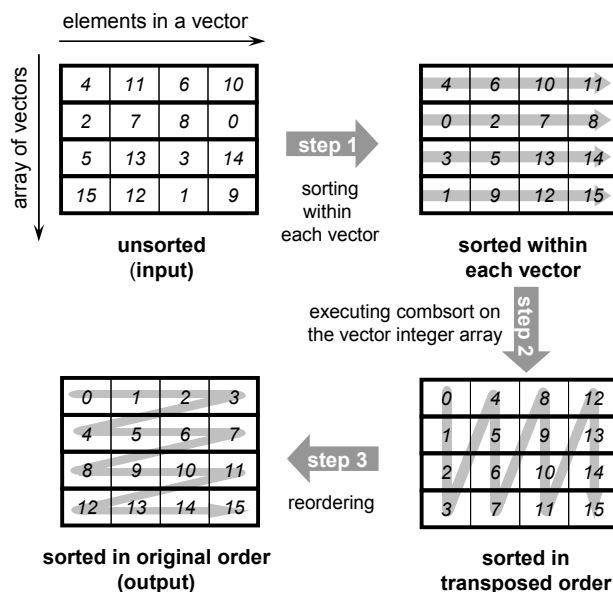 elements in a vector
array of vectors
4 11 6 10
2 7 8 0
5 13 3 14
15 12 1 9
unsorted
(input)
step 1
sorting
within
each vector
4 6 10 11
0 2 7 8
3 5 13 14
1 9 12 15
sorted within
each vector
executing combsort on
the vector integer array
step 2
0 4 8 12
1 5 9 13
2 6 10 14
3 7 11 15
sorted in
transposed order
step 3
reordering
0 1 2 3
4 5 6 7
8 9 10 11
12 13 14 15
sorted in original order
(output)